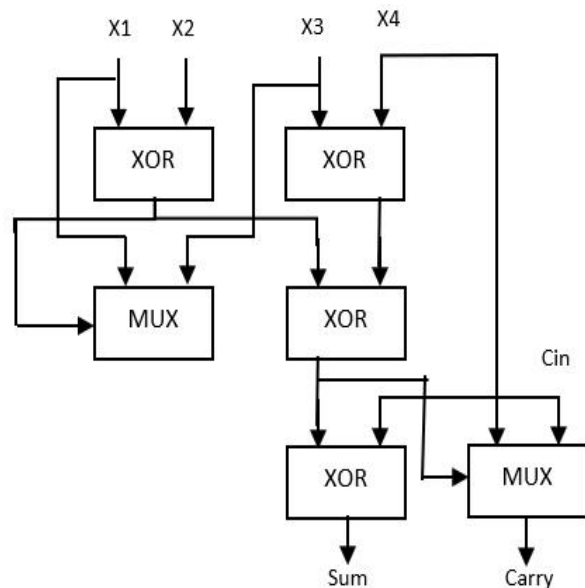 X1 X2 X3 X4
XOR XOR
MUX XOR
Cin
XOR MUX
Sum Carry